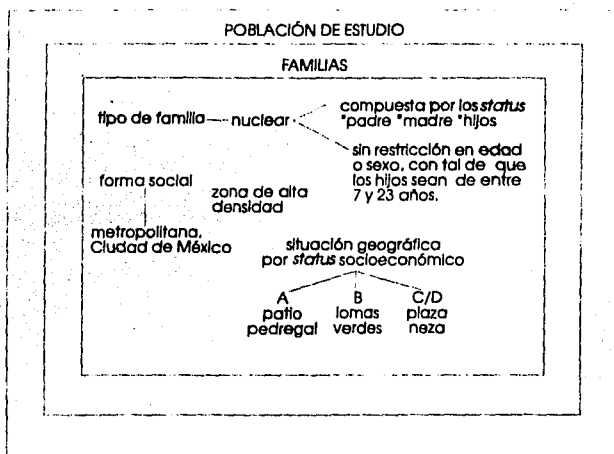 POBLACIÓN DE ESTUDIO
FAMILIAS
tipo de familia nuclear
compuesta por los status
*padre *madre *hijos
sin restricción en edad
o sexo, con tal de que
los hijos sean de entre
7 y 23 años.
forma social
metropolitana,
Ciudad de México
zona de alta
densidad
situación geográfica
por status socioeconómico
A
patio
pedregal
B
lomas
verdes
C/D
plaza
neza